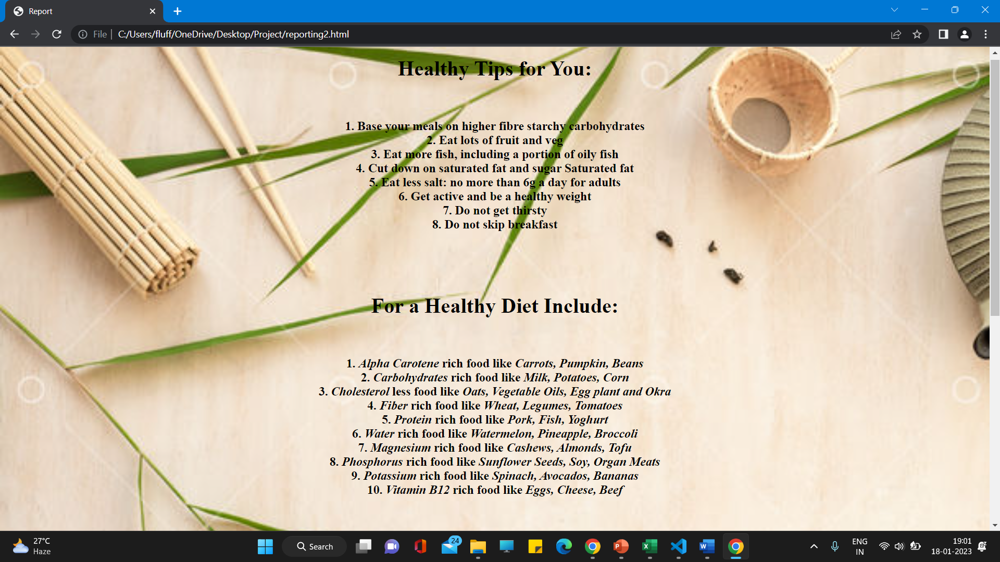 Report
File
C:/Users/fluff/OneDrive/Desktop/Project/reporting2.html
Healthy Tips for You:
1. Base your meals on higher fibre starchy carbohydrates
2. Eat lots of fruit and veg
3. Eat more fish, including a portion of oily fish
4. Cut down on saturated fat and sugar Saturated fat
5. Eat less salt: no more than 6g a day for adults
6. Get active and be a healthy weight
7. Do not get thirsty
8. Do not skip breakfast
For a Healthy Diet Include:
1. Alpha Carotene rich food like Carrots, Pumpkin, Beans
2. Carbohydrates rich food like Milk, Potatoes, Corn
3. Cholesterol less food like Oats, Vegetable Oils, Egg plant and Okra
4. Fiber rich food like Wheat, Legumes, Tomatoes
5. Protein rich food like Pork, Fish, Yoghurt
6. Water rich food like Watermelon, Pineapple, Broccoli
7. Magnesium rich food like Cashews, Almonds, Tofu
8. Phosphorus rich food like Sunflower Seeds, Soy, Organ Meats
9. Potassium rich food like Spinach, Avocados, Bananas
10. Vitamin B12 rich food like Eggs, Cheese, Beef
27°C
Haze
Search
24
P
X
W
ENG
IN
19:01
18-01-2023